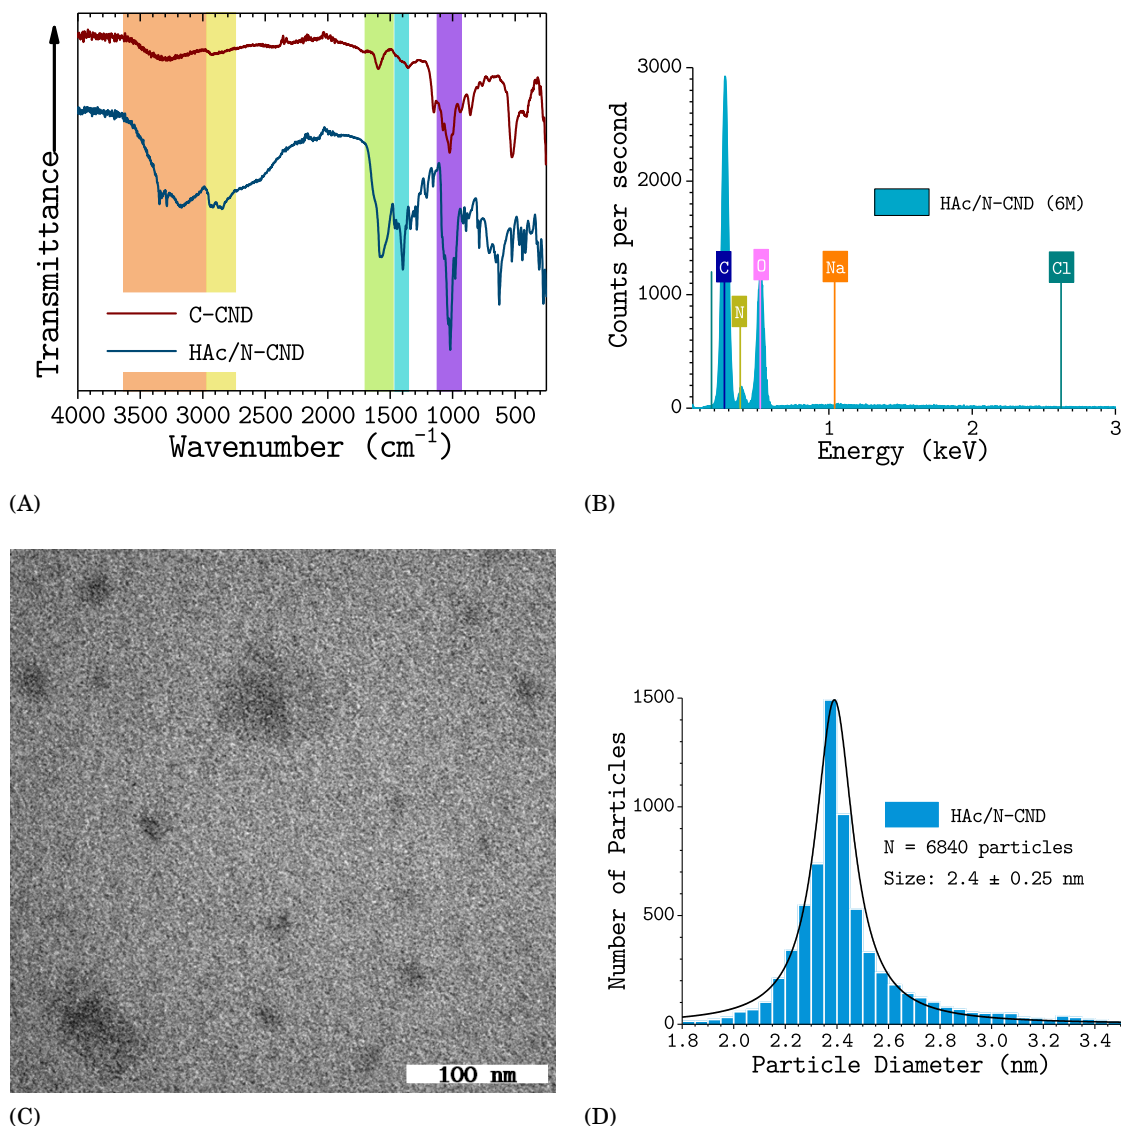 Transmittance
C-CND
HAc/N-CND
4000 3500 3000 2500 2000 1500 1000 500
Wavenumber (cm⁻¹)
(A)
Counts per second
3000
2000
1000
0
HAc/N-CND (6M)
C
O
N
Na
Cl
1 2 3
Energy (keV)
(B)
100 nm
(C)
Number of Particles
1500
1000
500
0
HAc/N-CND
N = 6840 particles
Size: 2.4 ± 0.25 nm
1.8 2.0 2.2 2.4 2.6 2.8 3.0 3.2 3.4
Particle Diameter (nm)
(D)